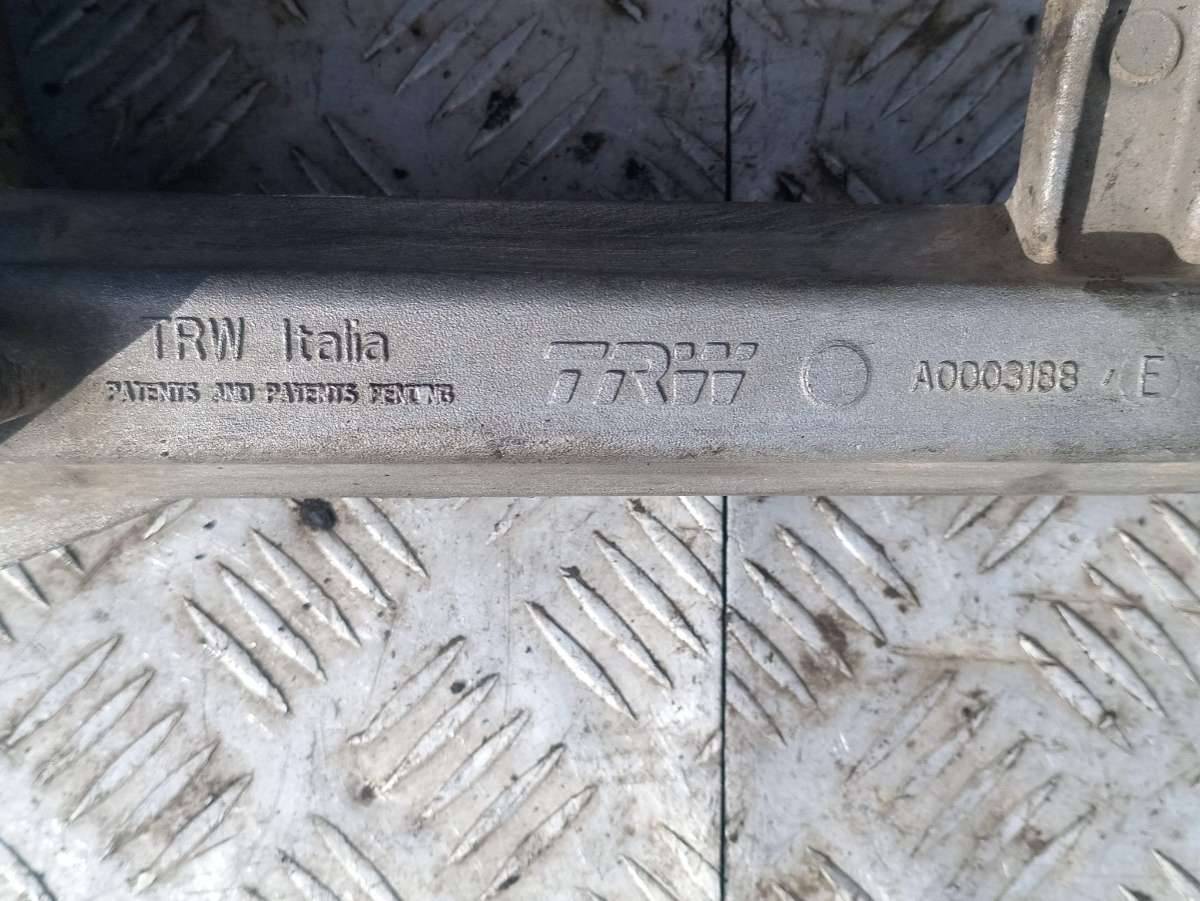 TRW Italia
PATENTS AND PATENTS PENDING
TRW
A0003188 E